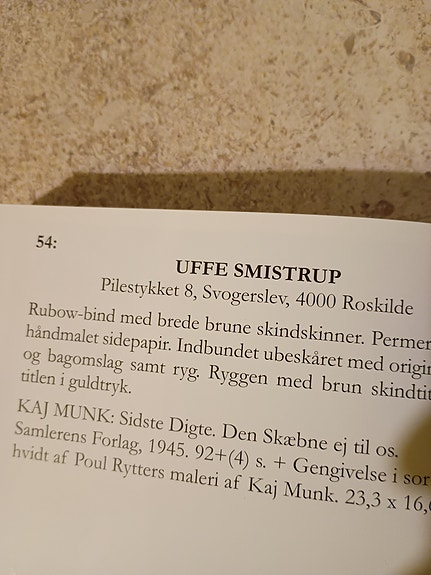 54:
UFFE SMISTRUP
Pilestykket 8, Svogerslev, 4000 Roskilde
Rubow-bind med brede brune skindskinner. Permer
håndmalet sidepapir. Indbundet ubeskåret med origin
og bagomslag samt ryg. Ryggen med brun skindtit
titlen i guldtryk.
KAJ MUNK: Sidste Digte. Den Skæbne ej til os.
Samlerens Forlag, 1945. 92+(4) s. + Gengivelse i sor
hvidt af Poul Rytters maleri af Kaj Munk. 23,3 x 16,